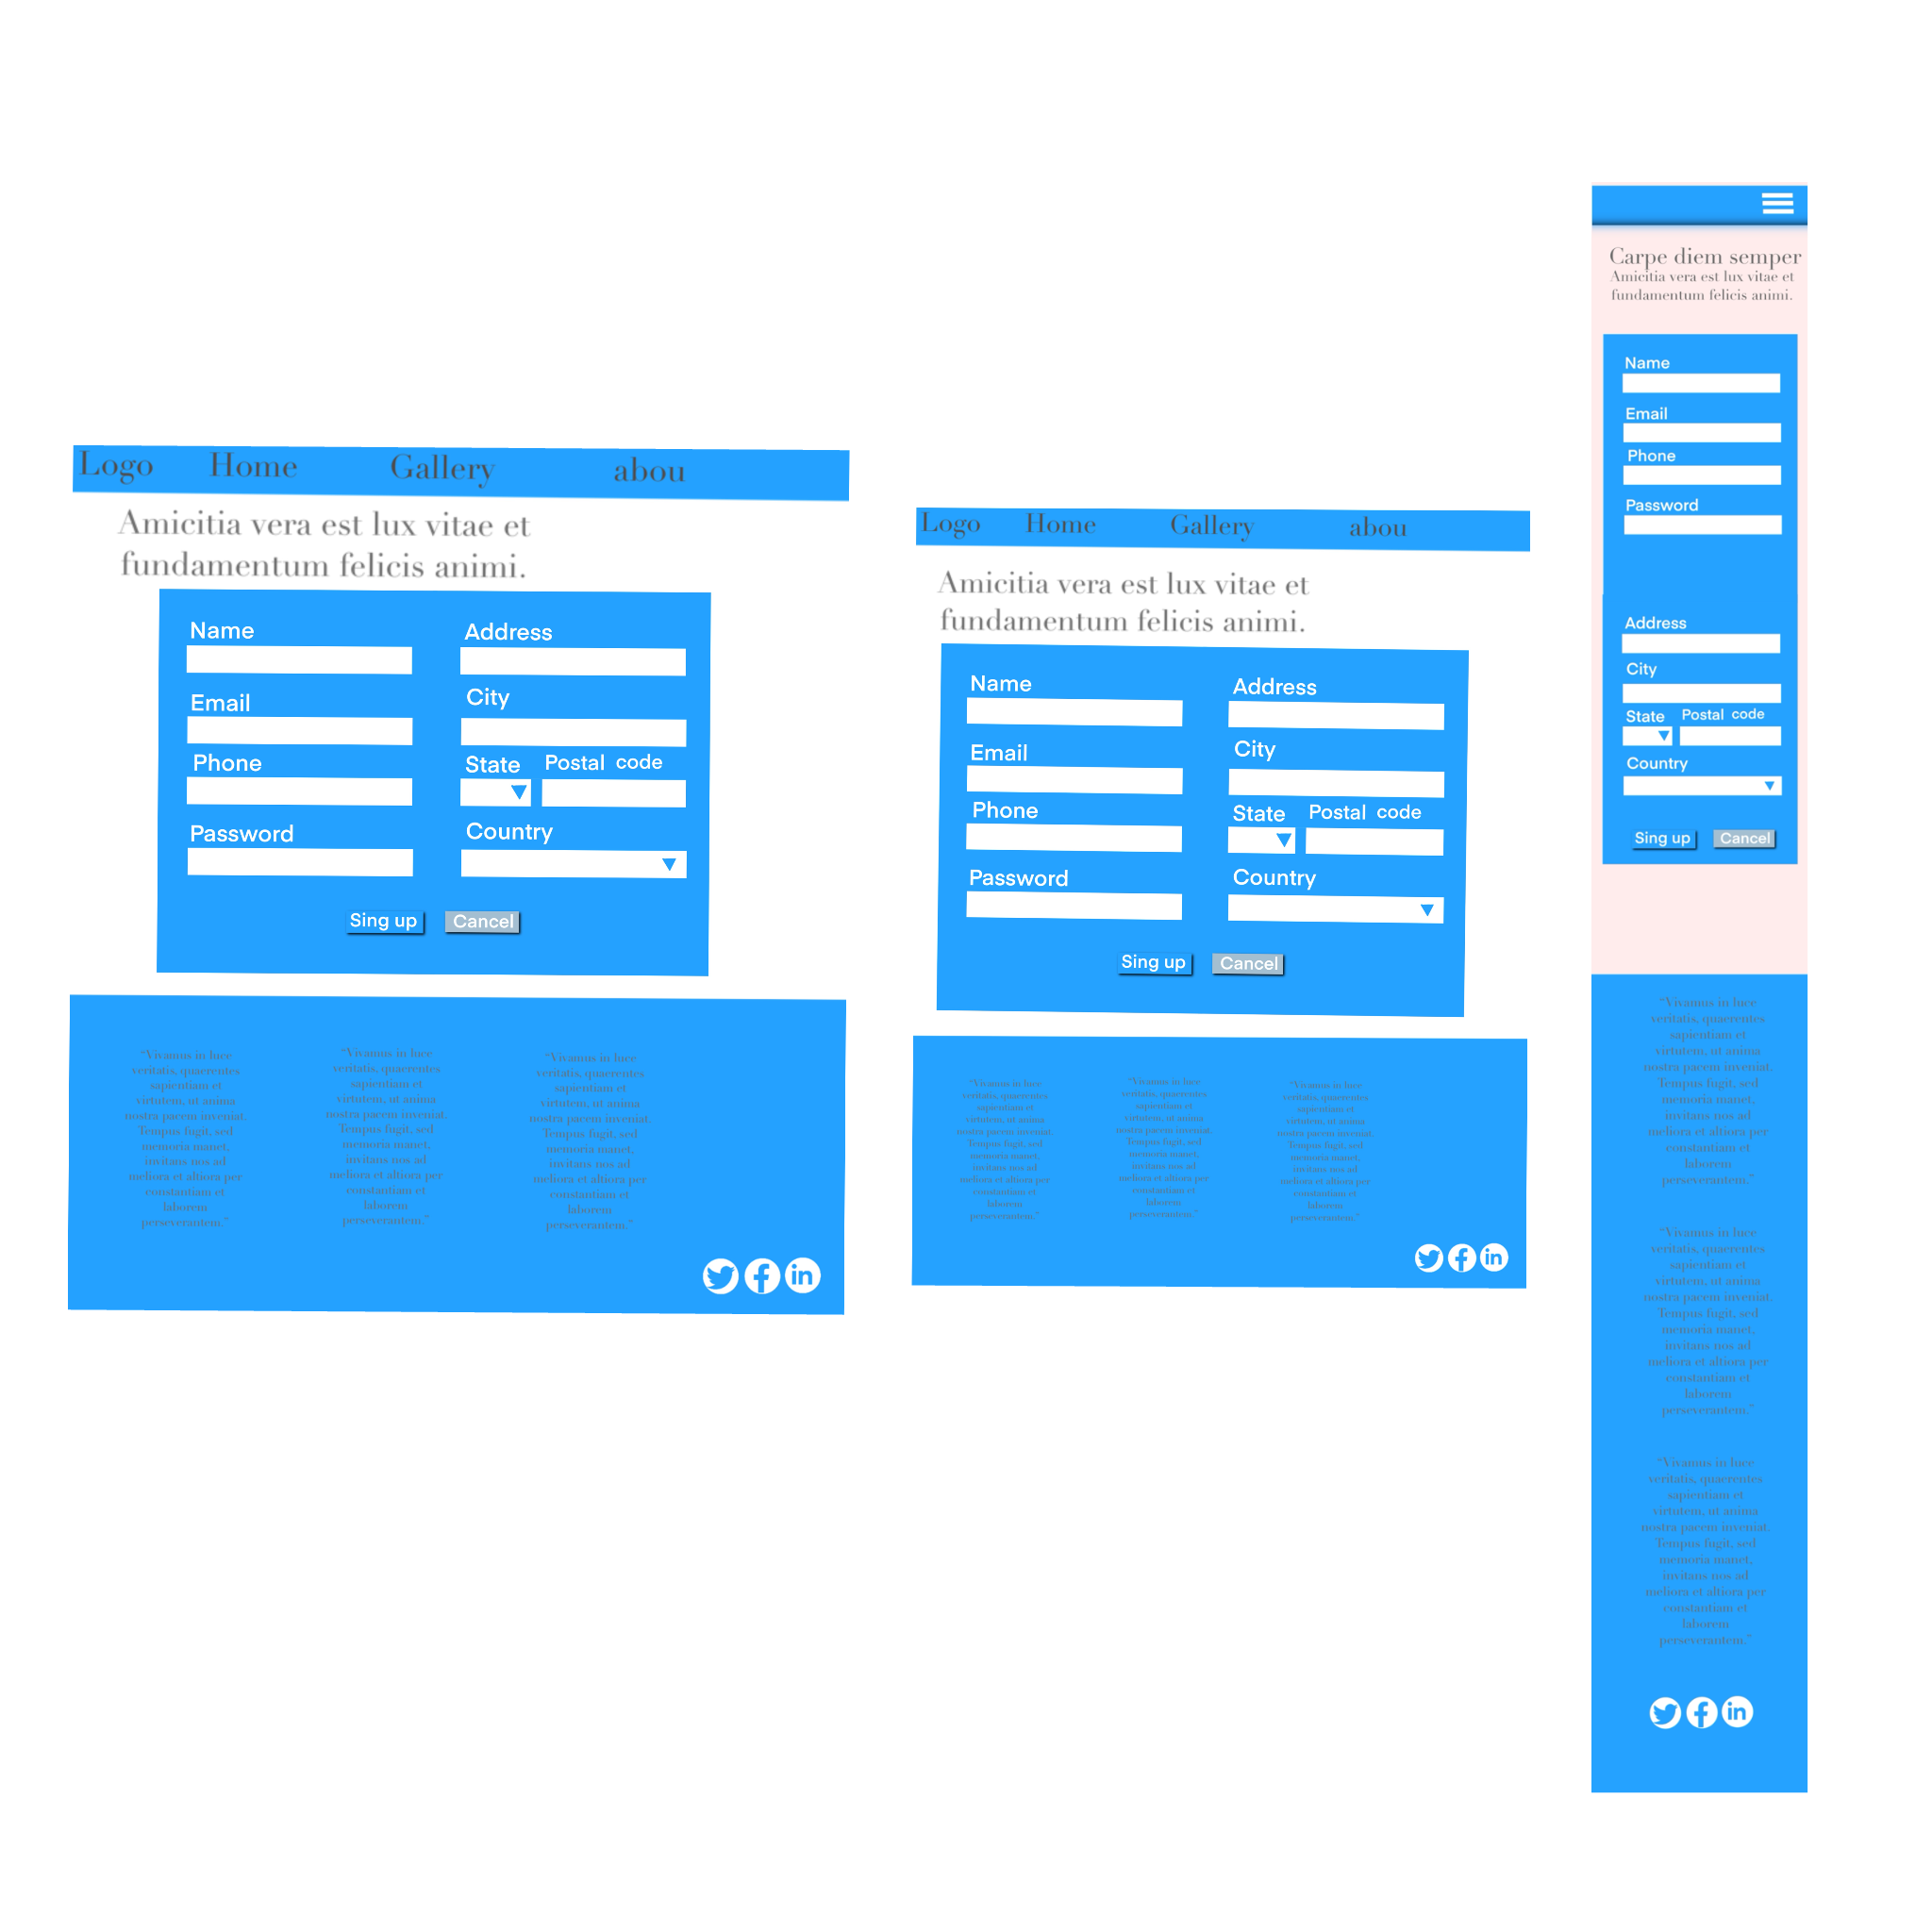 Logo Home Gallery abou
Amicitia vera est lux vitae et
fundamentum felicis animi.
Name
Email
Phone
Password
Address
City
State Postal code
Country
Sing up Cancel
“Vivamus in luce
veritatis, quaerentes
sapientiam et
virtutem, ut anima
nostra pacem inveniat.
Tempus fugit, sed
memoria manet,
invitans nos ad
meliora et altiora per
constantiam et
laborem
perseverantem.”
“Vivamus in luce
veritatis, quaerentes
sapientiam et
virtutem, ut anima
nostra pacem inveniat.
Tempus fugit, sed
memoria manet,
invitans nos ad
meliora et altiora per
constantiam et
laborem
perseverantem.”
“Vivamus in luce
veritatis, quaerentes
sapientiam et
virtutem, ut anima
nostra pacem inveniat.
Tempus fugit, sed
memoria manet,
invitans nos ad
meliora et altiora per
constantiam et
laborem
perseverantem.”
in
Logo Home Gallery abou
Amicitia vera est lux vitae et
fundamentum felicis animi.
Name
Email
Phone
Password
Address
City
State Postal code
Country
Sing up Cancel
“Vivamus in luce
veritatis, quaerentes
sapientiam et
virtutem, ut anima
nostra pacem inveniat.
Tempus fugit, sed
memoria manet,
invitans nos ad
meliora et altiora per
constantiam et
laborem
perseverantem.”
“Vivamus in luce
veritatis, quaerentes
sapientiam et
virtutem, ut anima
nostra pacem inveniat.
Tempus fugit, sed
memoria manet,
invitans nos ad
meliora et altiora per
constantiam et
laborem
perseverantem.”
“Vivamus in luce
veritatis, quaerentes
sapientiam et
virtutem, ut anima
nostra pacem inveniat.
Tempus fugit, sed
memoria manet,
invitans nos ad
meliora et altiora per
constantiam et
laborem
perseverantem.”
in
Carpe diem semper
Amicitia vera est lux vitae et
fundamentum felicis animi.
Name
Email
Phone
Password
Address
City
State Postal code
Country
Sing up Cancel
“Vivamus in luce
veritatis, quaerentes
sapientiam et
virtutem, ut anima
nostra pacem inveniat.
Tempus fugit, sed
memoria manet,
invitans nos ad
meliora et altiora per
constantiam et
laborem
perseverantem.”
“Vivamus in luce
veritatis, quaerentes
sapientiam et
virtutem, ut anima
nostra pacem inveniat.
Tempus fugit, sed
memoria manet,
invitans nos ad
meliora et altiora per
constantiam et
laborem
perseverantem.”
“Vivamus in luce
veritatis, quaerentes
sapientiam et
virtutem, ut anima
nostra pacem inveniat.
Tempus fugit, sed
memoria manet,
invitans nos ad
meliora et altiora per
constantiam et
laborem
perseverantem.”
in